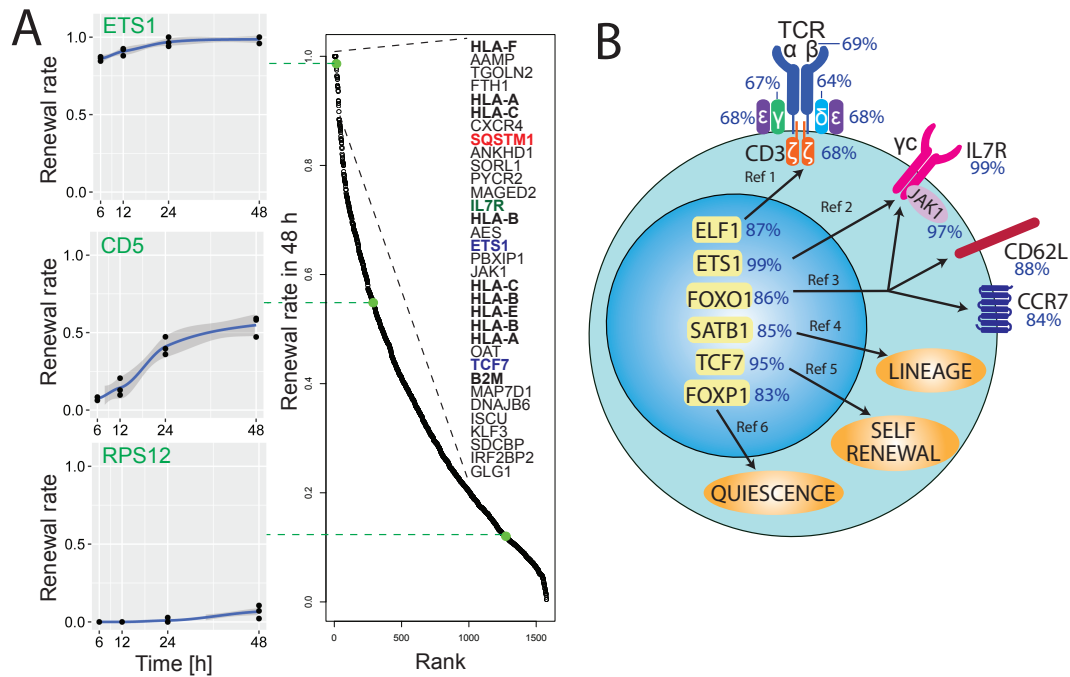 A
ETS1
Renewal rate
1.0
0.5
0.0
6 12 24 48
CD5
Renewal rate
1.0
0.5
0.0
6 12 24 48
RPS12
Renewal rate
1.0
0.5
0.0
6 12 24 48
Time [h]
Renewal rate in 48 h
1.0
0.8
0.6
0.4
0.2
0.0
0 500 1000 1500
Rank
HLA-F
AAMP
TGOLN2
FTH1
HLA-A
HLA-C
CXCR4
SQSTM1
ANKHD1
SORL1
PYCR2
MAGED2
IL7R
HLA-B
AES
ETS1
PBXIP1
JAK1
HLA-C
HLA-B
HLA-E
HLA-B
HLA-A
OAT
TCF7
B2M
MAP7D1
DNAJB6
ISCU
KLF3
SDCBP
IRF2BP2
GLG1
B
TCR
α β 69%
67% 64%
68% ε γ δ ε 68%
CD3 ζ ζ 68%
γc
IL7R
99%
JAK1
97%
CD62L
88%
CCR7
84%
Ref 1
Ref 2
Ref 3
Ref 4
Ref 5
Ref 6
ELF1 87%
ETS1 99%
FOXO1 86%
SATB1 85%
TCF7 95%
FOXP1 83%
LINEAGE
SELF
RENEWAL
QUIESCENCE